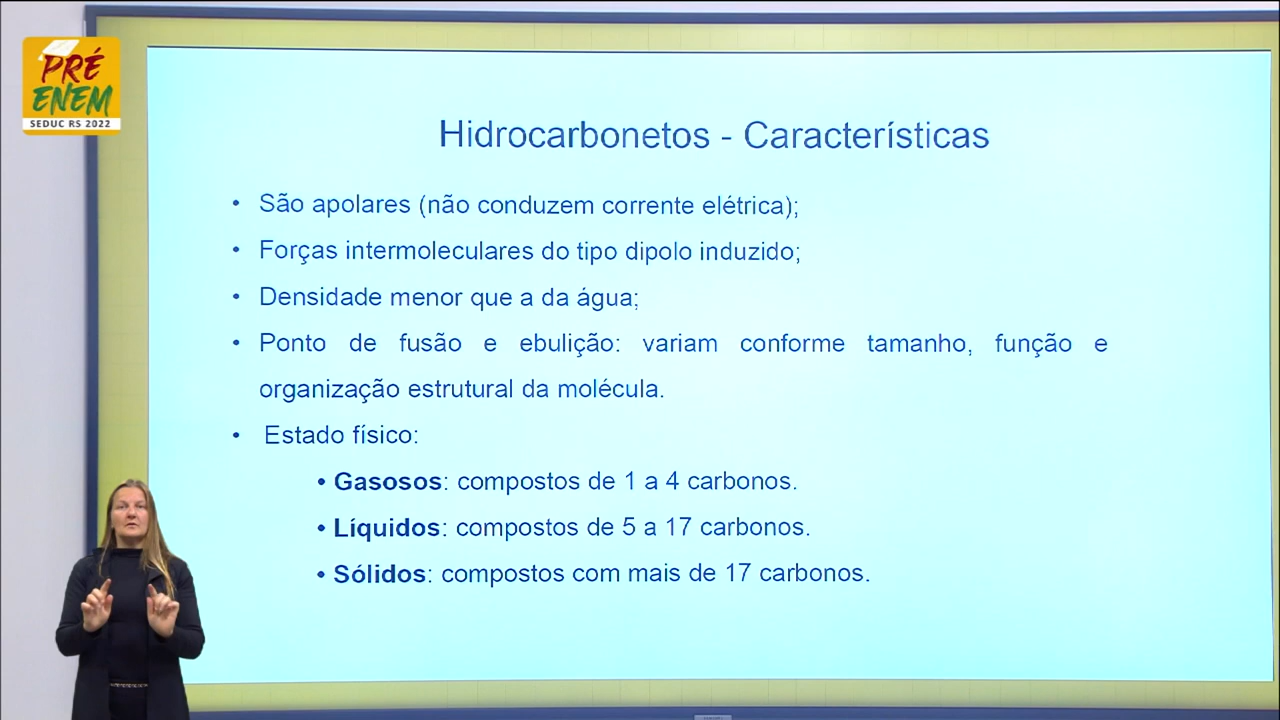 PRÉ
ENEM
SEDUC RS 2022
Hidrocarbonetos - Características
• São apolares (não conduzem corrente elétrica);
• Forças intermoleculares do tipo dipolo induzido;
• Densidade menor que a da água;
• Ponto de fusão e ebulição: variam conforme tamanho, função e
organização estrutural da molécula.
• Estado físico:
• Gasosos: compostos de 1 a 4 carbonos.
• Líquidos: compostos de 5 a 17 carbonos.
• Sólidos: compostos com mais de 17 carbonos.